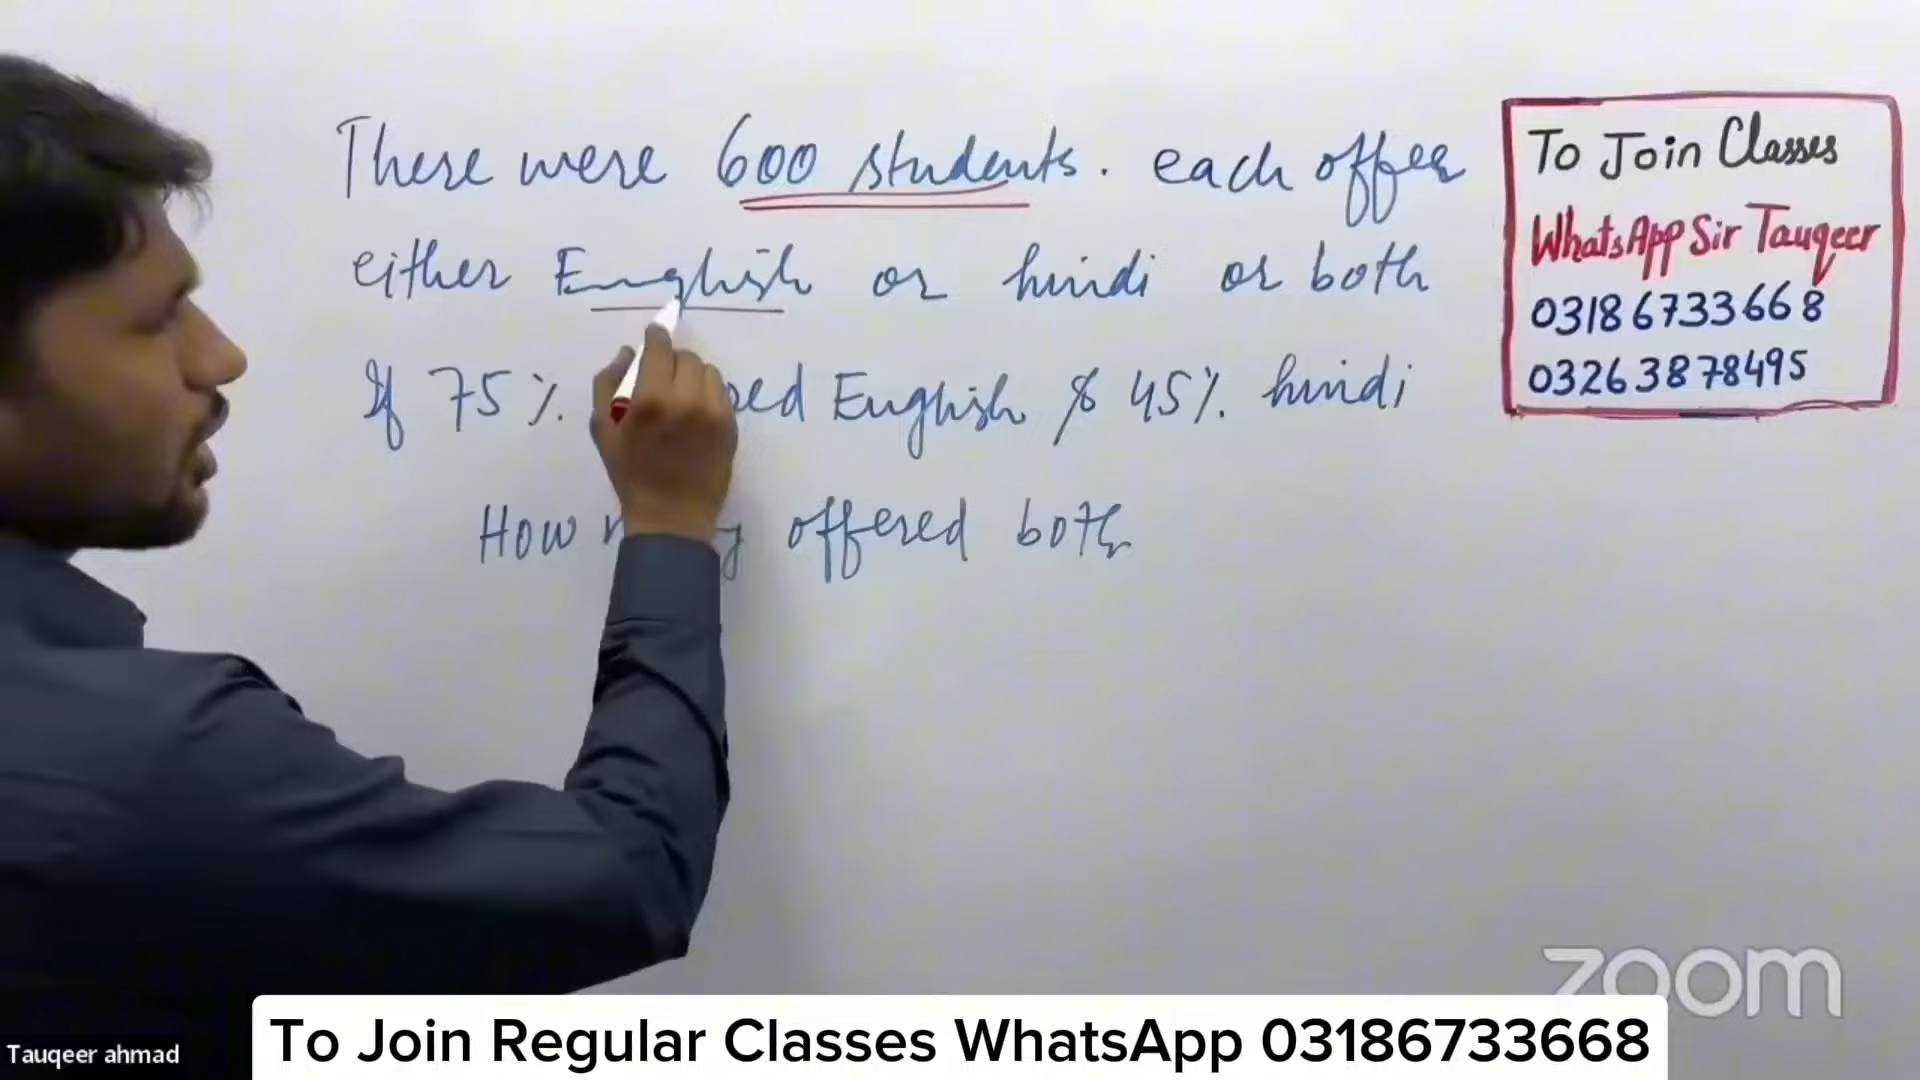 There were 600 students. each offer
either English or hindi or both
If 75% English & 45% hindi
How offered both
To Join Classes
WhatsApp Sir Tauqeer
03186733668
03263878495
zoom
Tauqeer ahmad
To Join Regular Classes WhatsApp 03186733668